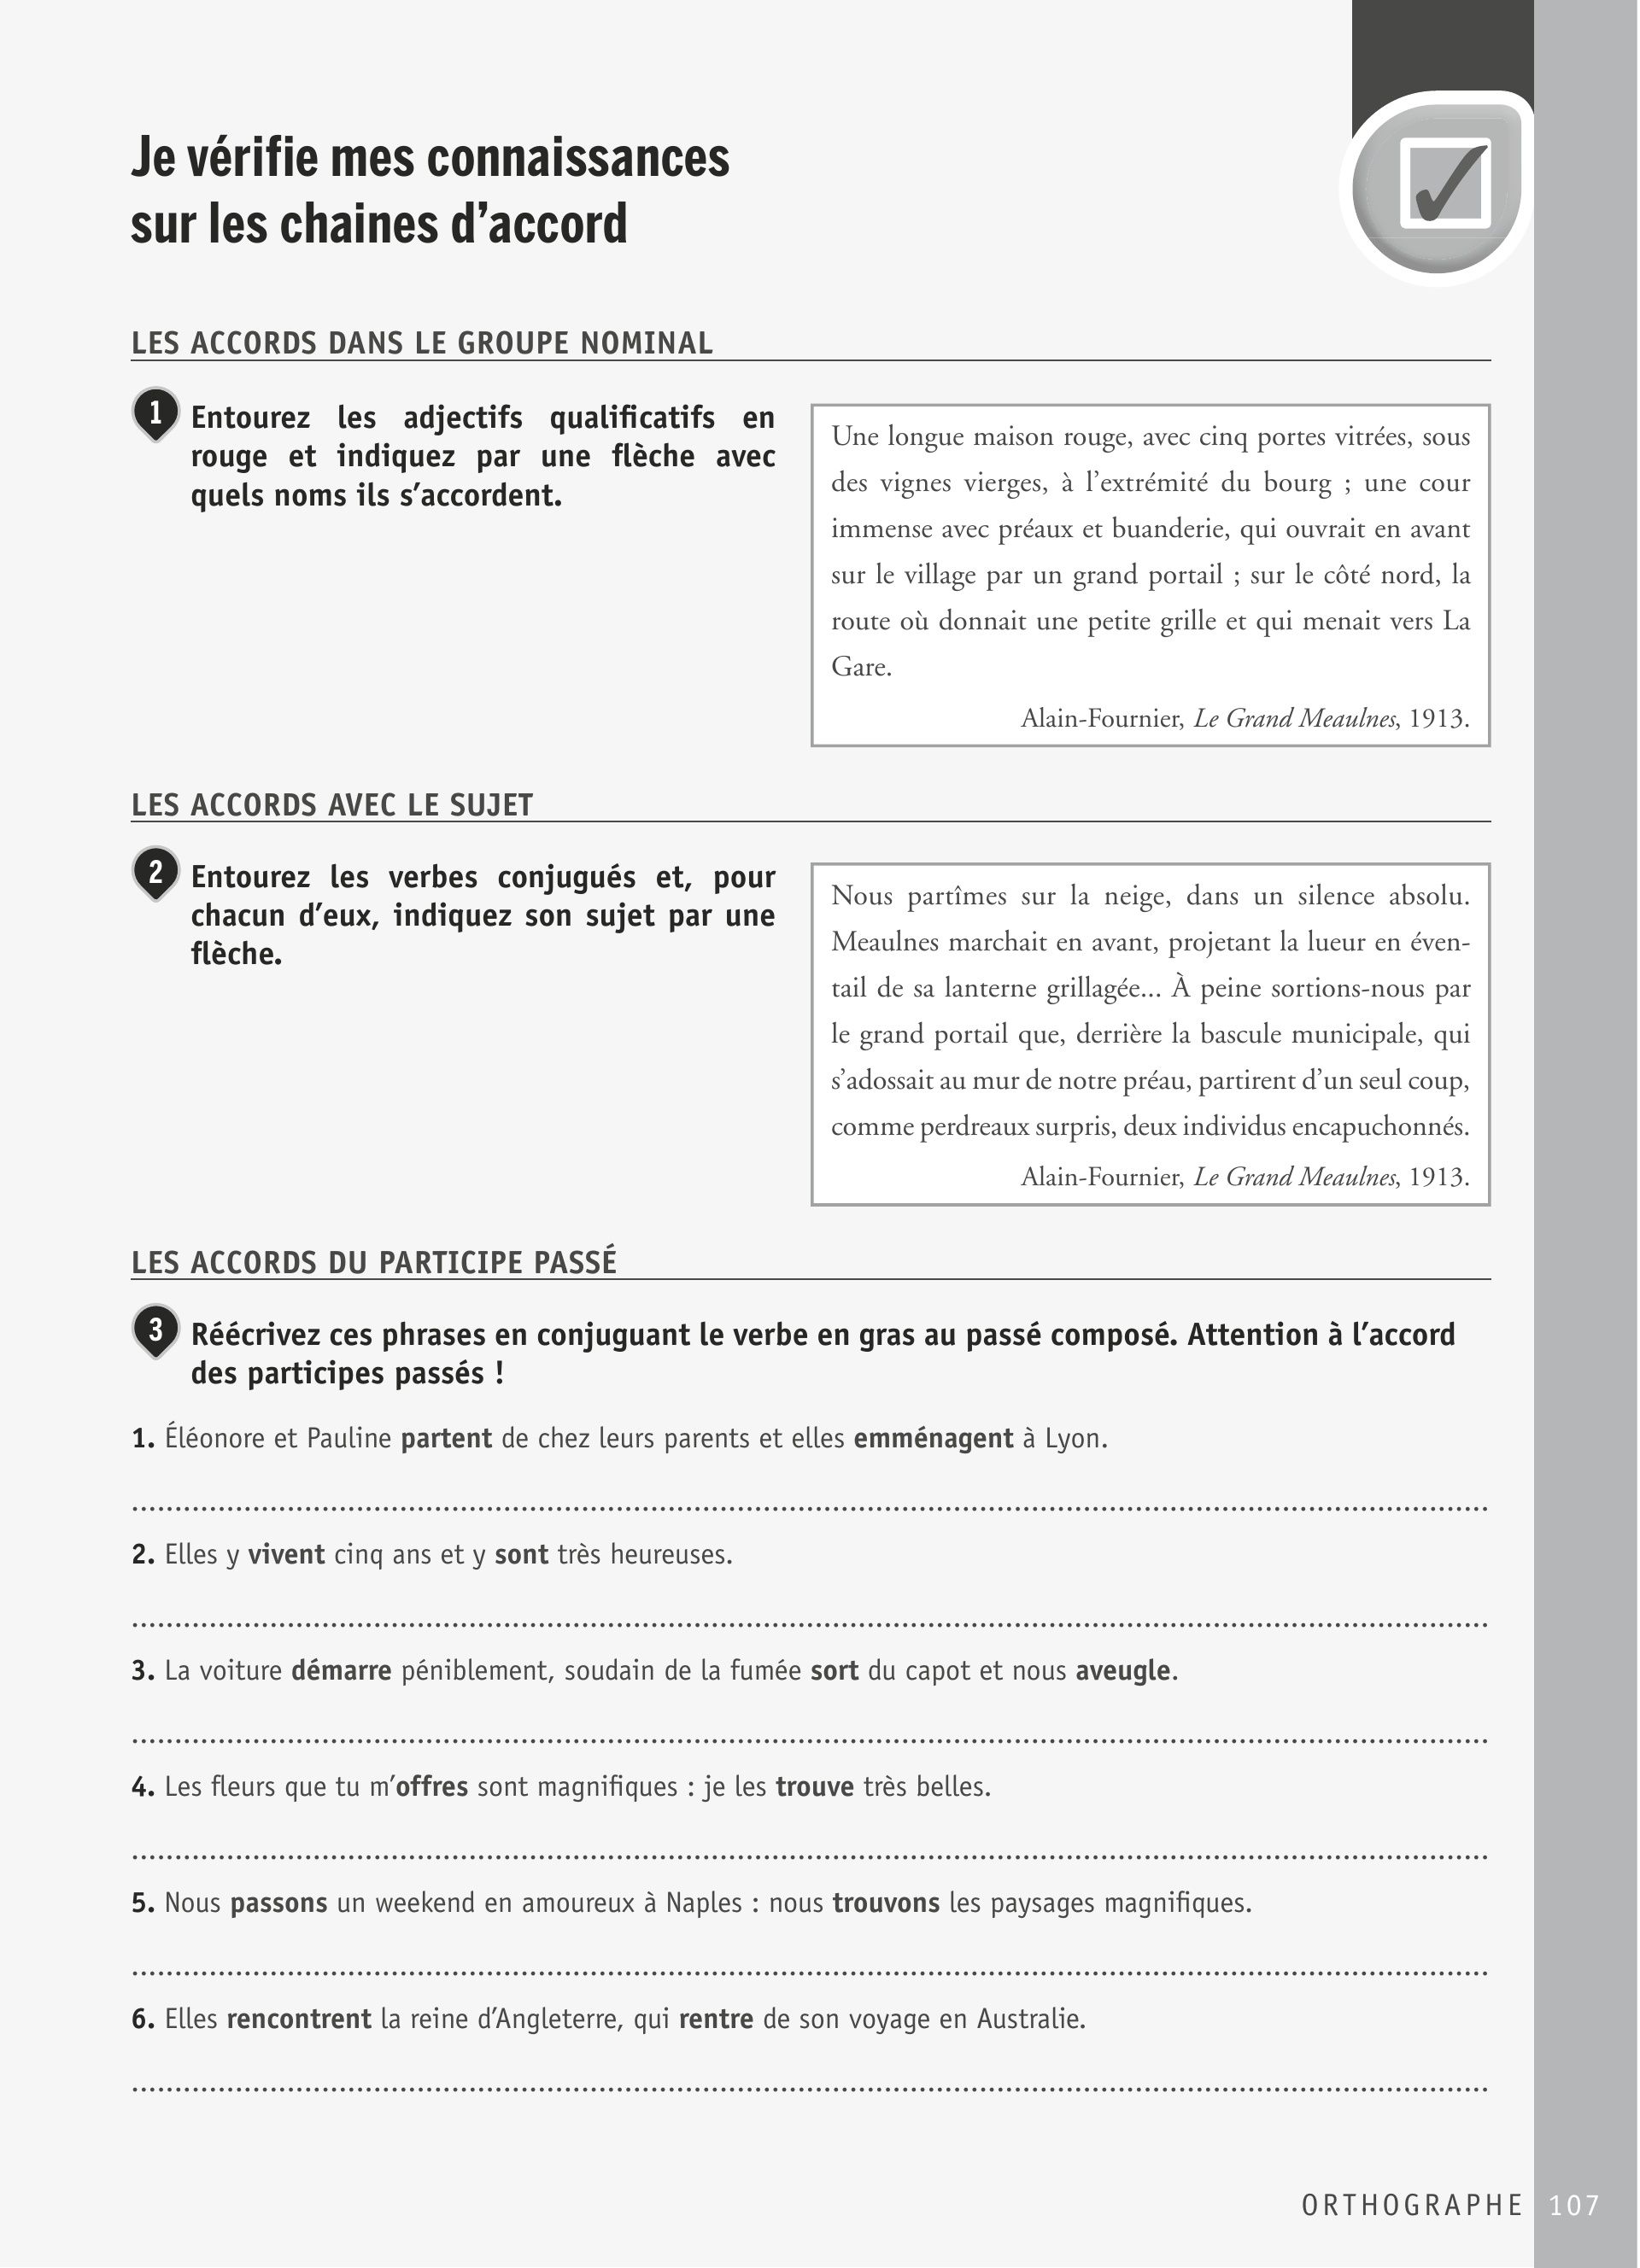 Je vérifie mes connaissances
sur les chaines d’accord
LES ACCORDS DANS LE GROUPE NOMINAL
1 Entourez les adjectifs qualificatifs en
rouge et indiquez par une flèche avec
quels noms ils s’accordent.
Une longue maison rouge, avec cinq portes vitrées, sous
des vignes vierges, à l’extrémité du bourg ; une cour
immense avec préaux et buanderie, qui ouvrait en avant
sur le village par un grand portail ; sur le côté nord, la
route où donnait une petite grille et qui menait vers La
Gare.
Alain-Fournier, Le Grand Meaulnes, 1913.
LES ACCORDS AVEC LE SUJET
2 Entourez les verbes conjugués et, pour
chacun d’eux, indiquez son sujet par une
flèche.
Nous partîmes sur la neige, dans un silence absolu.
Meaulnes marchait en avant, projetant la lueur en éven-
tail de sa lanterne grillagée... À peine sortions-nous par
le grand portail que, derrière la bascule municipale, qui
s’adossait au mur de notre préau, partirent d’un seul coup,
comme perdreaux surpris, deux individus encapuchonnés.
Alain-Fournier, Le Grand Meaulnes, 1913.
LES ACCORDS DU PARTICIPE PASSÉ
3 Réécrivez ces phrases en conjuguant le verbe en gras au passé composé. Attention à l’accord
des participes passés !
1. Éléonore et Pauline partent de chez leurs parents et elles emménagent à Lyon.
2. Elles y vivent cinq ans et y sont très heureuses.
3. La voiture démarre péniblement, soudain de la fumée sort du capot et nous aveugle.
4. Les fleurs que tu m’offres sont magnifiques : je les trouve très belles.
5. Nous passons un weekend en amoureux à Naples : nous trouvons les paysages magnifiques.
6. Elles rencontrent la reine d’Angleterre, qui rentre de son voyage en Australie.
ORTHOGRAPHE 107